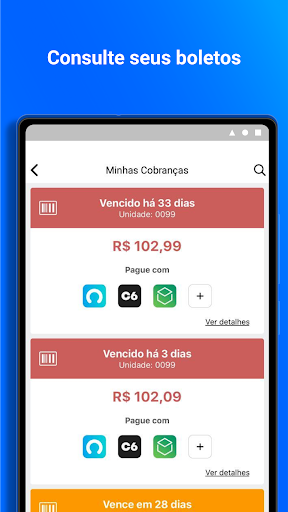 Consulte seus boletos
Minhas Cobranças
Vencido há 33 dias
Unidade: 0099
R$ 102,99
Pague com
C6
+
Ver detalhes
Vencido há 3 dias
Unidade: 0099
R$ 102,09
Pague com
C6
+
Ver detalhes
Vence em 28 dias